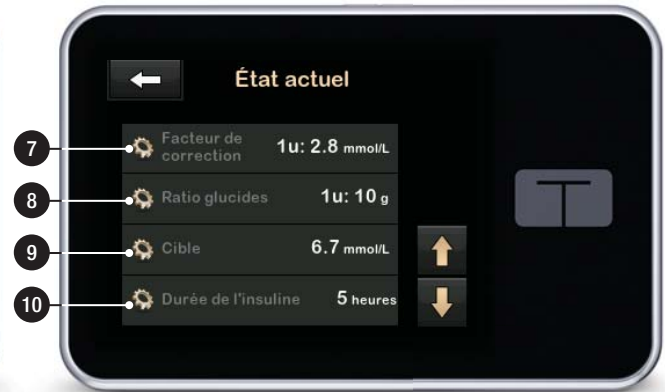 État actuel
7
Facteur de
correction
1u: 2.8 mmol/L
8
Ratio glucides
1u: 10 g
9
Cible
6.7 mmol/L
10
Durée de l'insuline
5 heures